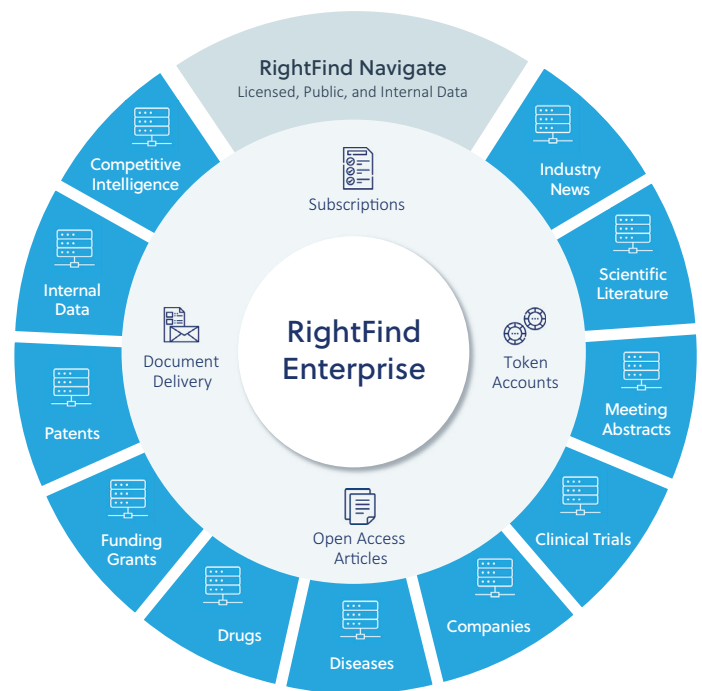 RightFind Navigate
Licensed, Public, and Internal Data
Competitive
Intelligence
Industry
News
Subscriptions
Internal
Data
Scientific
Literature
RightFind
Enterprise
Document
Delivery
Token
Accounts
Patents
Meeting
Abstracts
Funding
Grants
Open Access
Articles
Clinical Trials
Drugs
Diseases
Companies